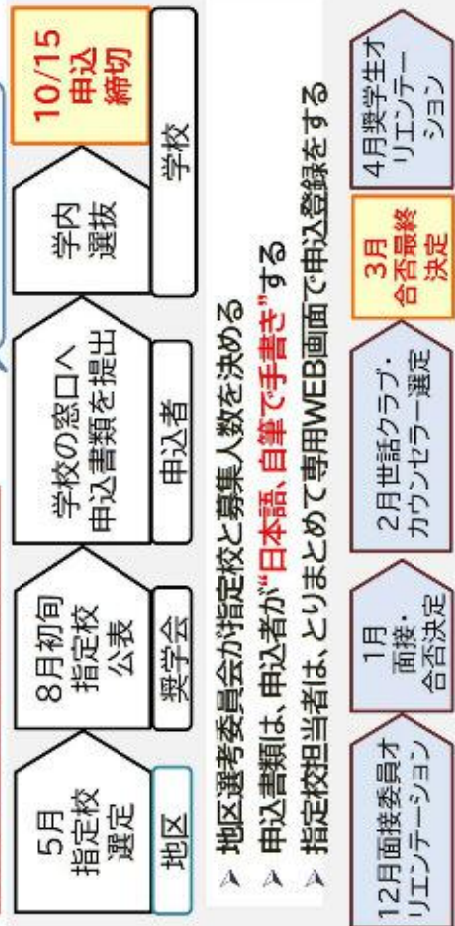 5月
指定校
選定
8月初旬
指定校
公表
学校の窓口へ
申込書類を提出
学内
選抜
10/15
申込
締切
地区
奨学会
申込者
学校
➢ 地区選考委員会が指定校と募集人数を決める
➢ 申込書類は、申込者が“日本語、自筆で手書き”する
➢ 指定校担当者は、とりまとめて専用WEB画面で申込登録をする
12月面接委員オ
リエンテーション
1月
面接・
合否決定
2月世話クラブ・
カウンセラー選定
3月
合否最終
決定
4月奨学生オ
リエンテー
ション